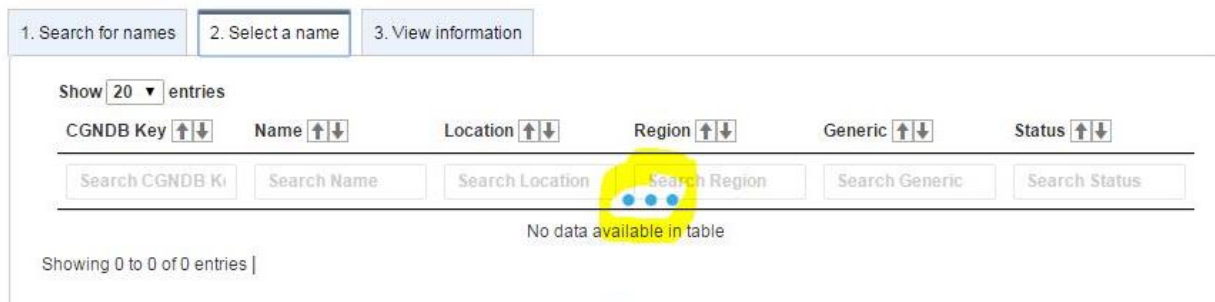 1. Search for names 2. Select a name 3. View information
Show 20 entries
CGNDB Key Name Location Region Generic Status
Search CGNDB Ke Search Name Search Location Search Region Search Generic Search Status
No data available in table
Showing 0 to 0 of 0 entries |